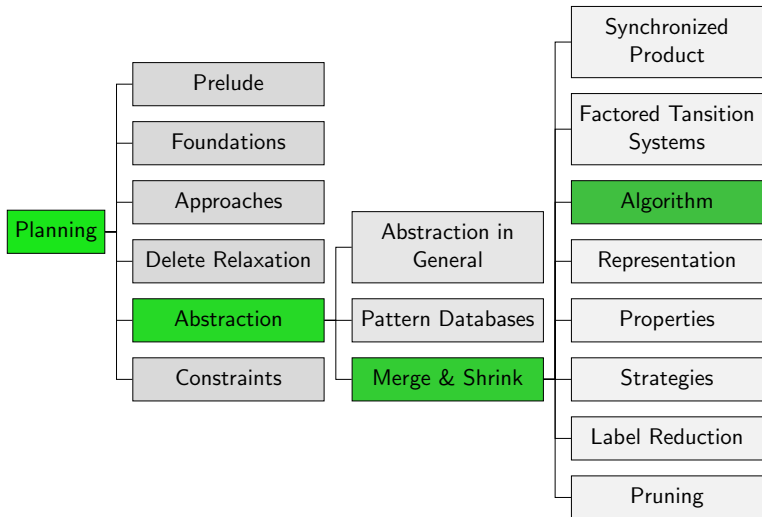 Planning
Prelude
Foundations
Approaches
Delete Relaxation
Abstraction
Constraints
Abstraction in
General
Pattern Databases
Merge & Shrink
Synchronized
Product
Factored Tansition
Systems
Algorithm
Representation
Properties
Strategies
Label Reduction
Pruning